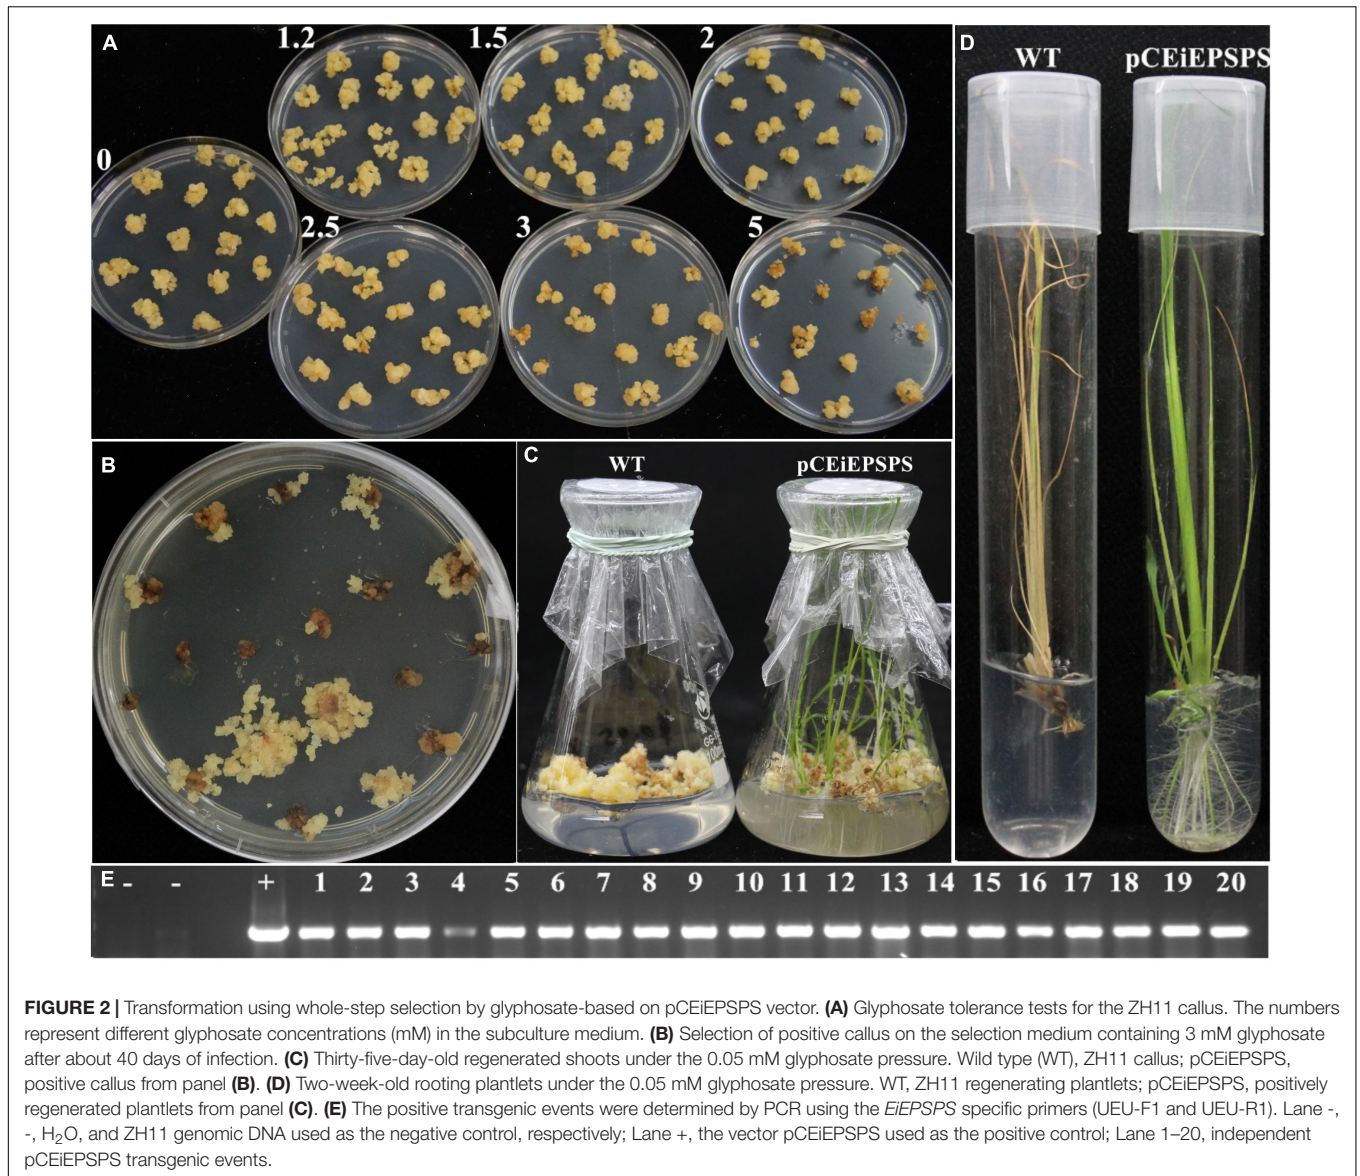 A
1.2
1.5
2
0
2.5
3
5
D
WT
pCEiEPSPS
B
C
WT
pCEiEPSPS
E
- - + 1 2 3 4 5 6 7 8 9 10 11 12 13 14 15 16 17 18 19 20
FIGURE 2 | Transformation using whole-step selection by glyphosate-based on pCEiEPSPS vector. (A) Glyphosate tolerance tests for the ZH11 callus. The numbers
represent different glyphosate concentrations (mM) in the subculture medium. (B) Selection of positive callus on the selection medium containing 3 mM glyphosate
after about 40 days of infection. (C) Thirty-five-day-old regenerated shoots under the 0.05 mM glyphosate pressure. Wild type (WT), ZH11 callus; pCEiEPSPS,
positive callus from panel (B). (D) Two-week-old rooting plantlets under the 0.05 mM glyphosate pressure. WT, ZH11 regenerating plantlets; pCEiEPSPS, positively
regenerated plantlets from panel (C). (E) The positive transgenic events were determined by PCR using the EiEPSPS specific primers (UEU-F1 and UEU-R1). Lane -,
-, H2O, and ZH11 genomic DNA used as the negative control, respectively; Lane +, the vector pCEiEPSPS used as the positive control; Lane 1–20, independent
pCEiEPSPS transgenic events.